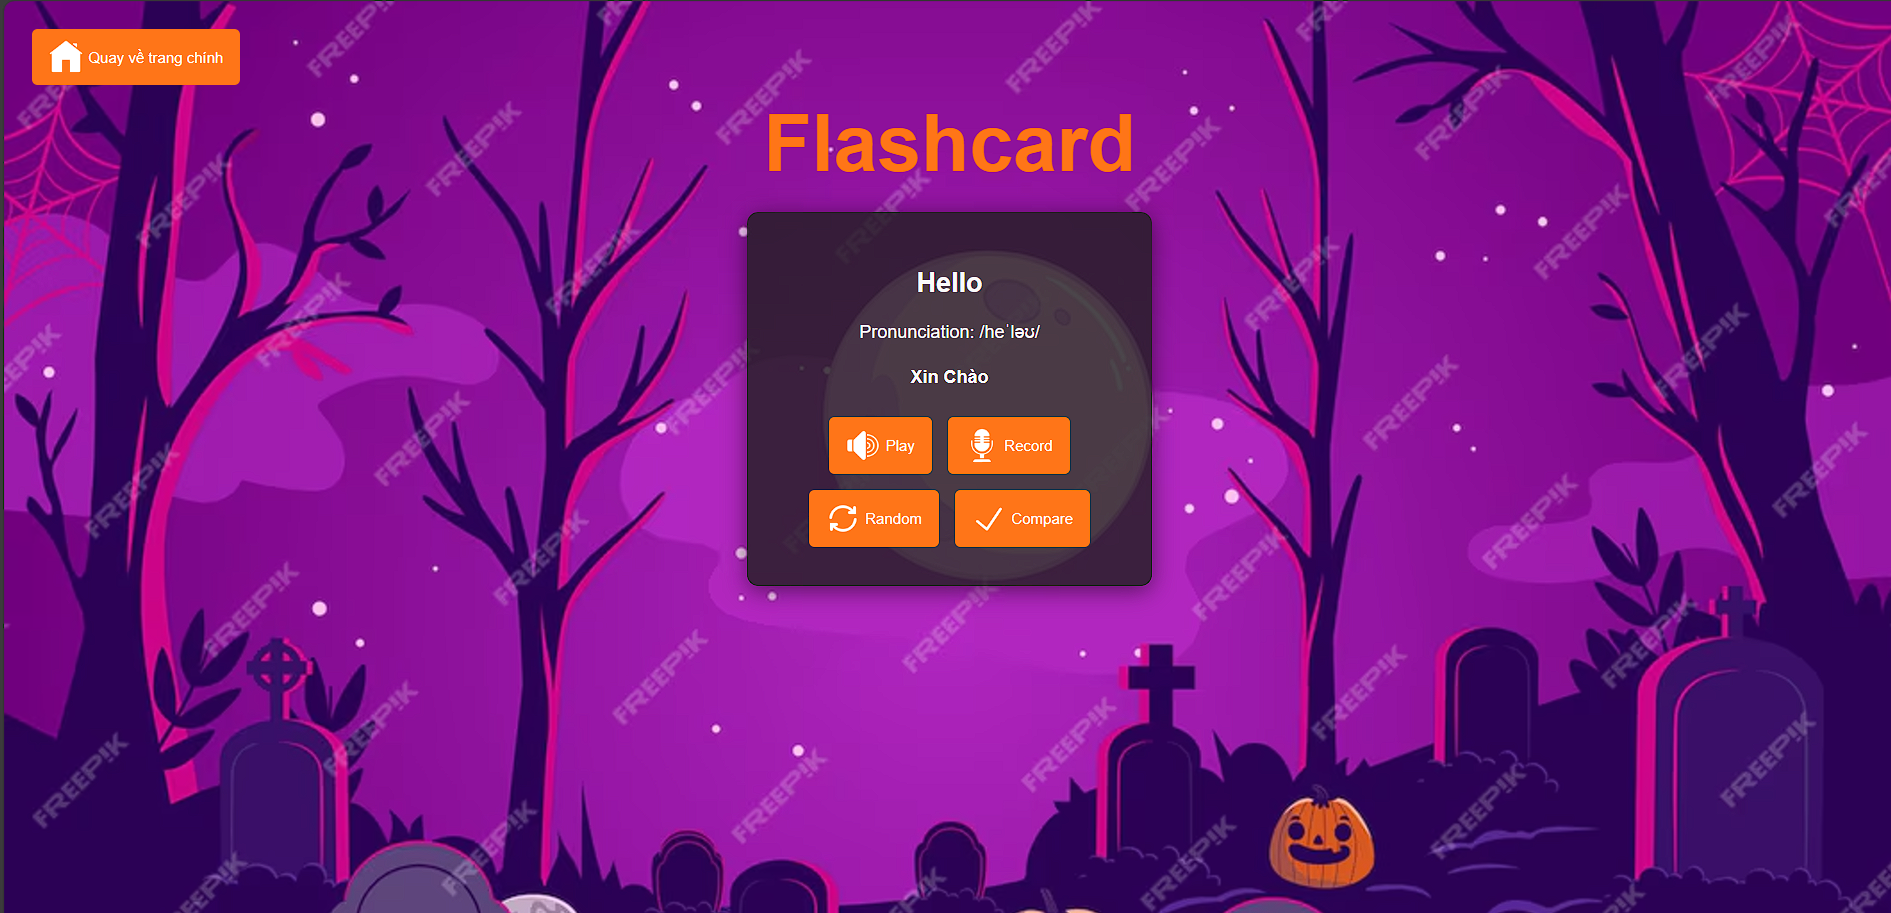 Quay về trang chính
Flashcard
Hello
Pronunciation: /heˈləʊ/
Xin Chào
Play
Record
Random
Compare
FREEPIK